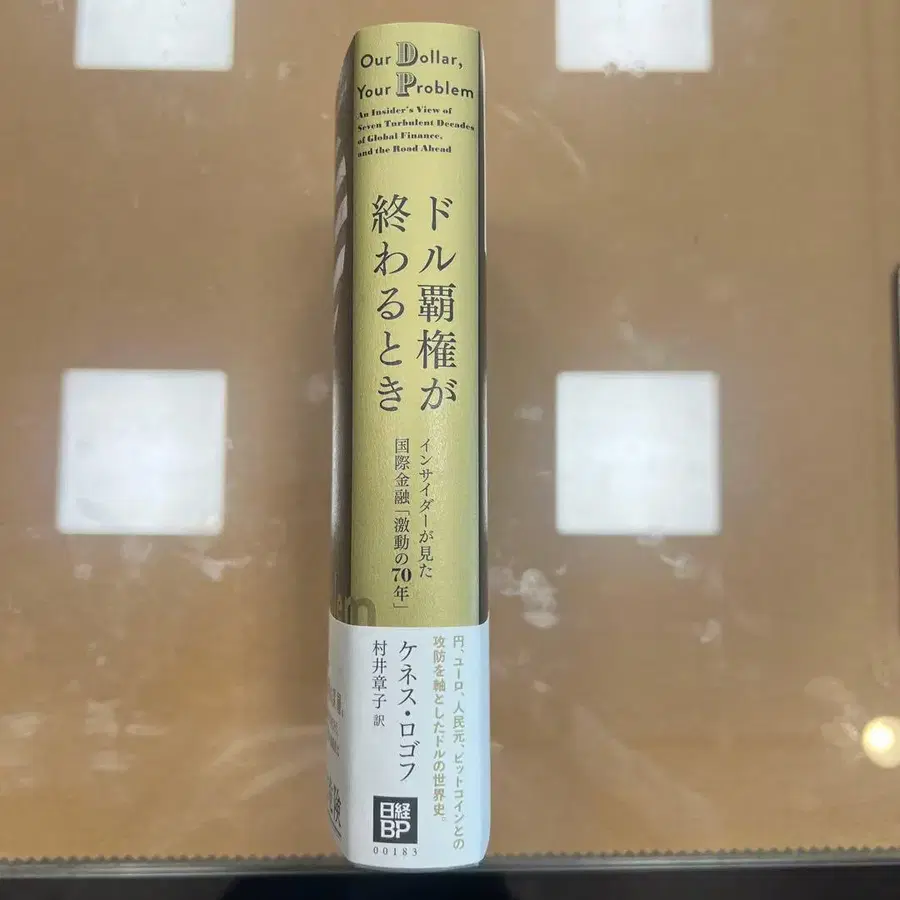 Our Dollar,
Your Problem
An Insider's View of
Seven Turbulent Decades
of Global Finance,
and the Road Ahead
ドル覇権が
終わるとき
インサイダーが見た
国際金融「激動の70年」
円、ユーロ、人民元、ビットコインとの
攻防を軸としたドルの世界史。
ケネス・ロゴフ
村井章子 訳
日経
BP
00183